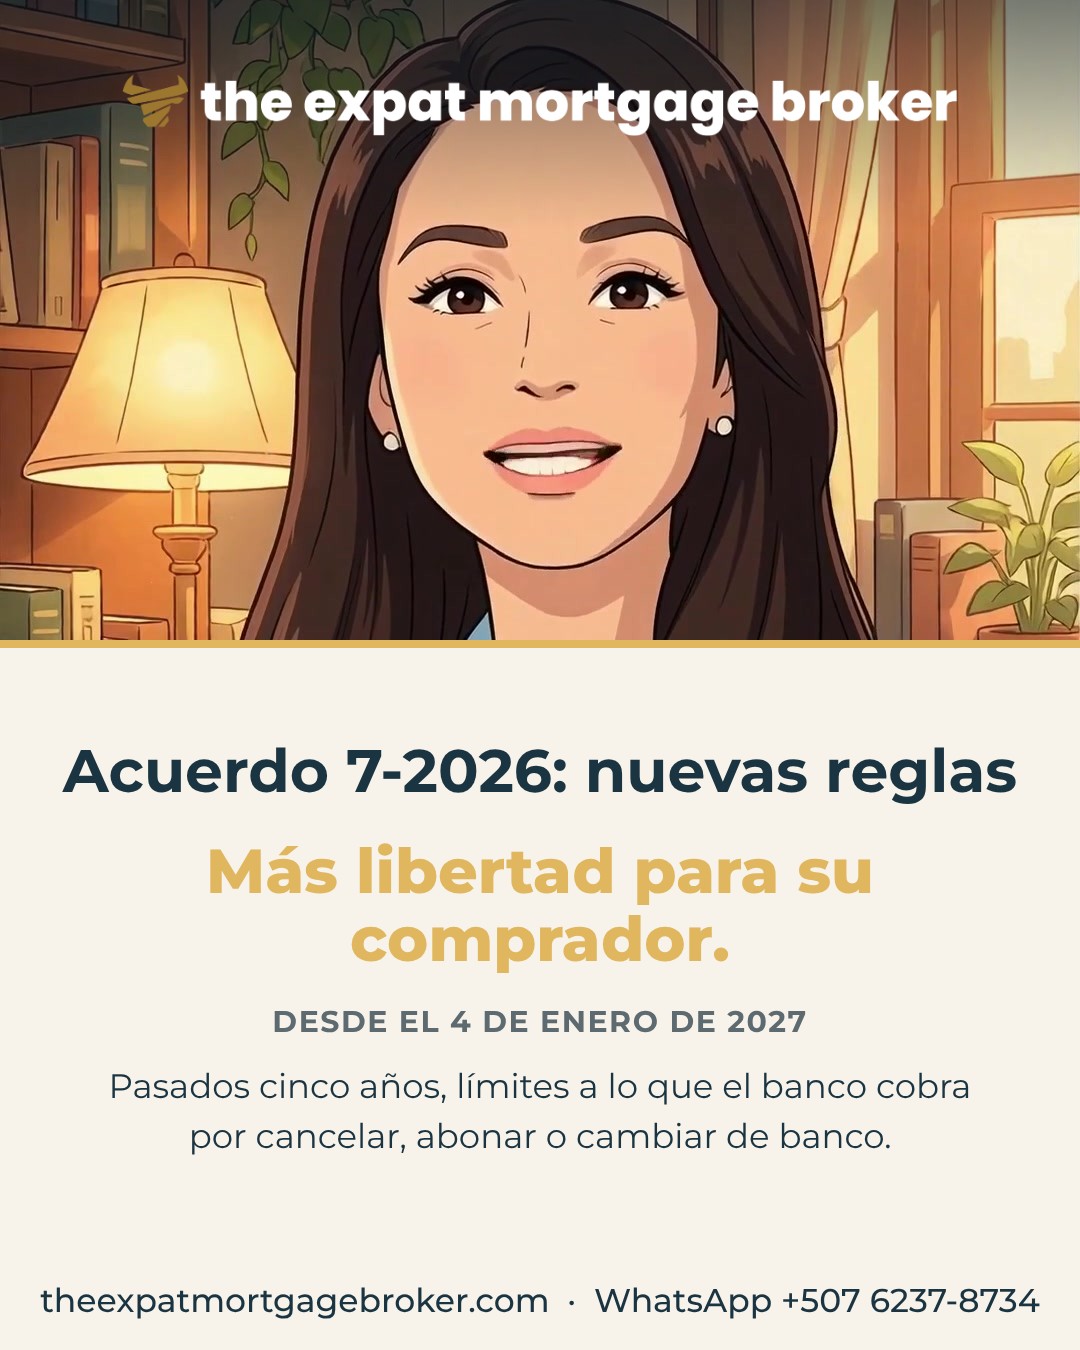 the expat mortgage broker
Acuerdo 7-2026: nuevas reglas
Más libertad para su
comprador.
DESDE EL 4 DE ENERO DE 2027
Pasados cinco años, límites a lo que el banco cobra
por cancelar, abonar o cambiar de banco.
theexpatmortgagebroker.com · WhatsApp +507 6237-8734